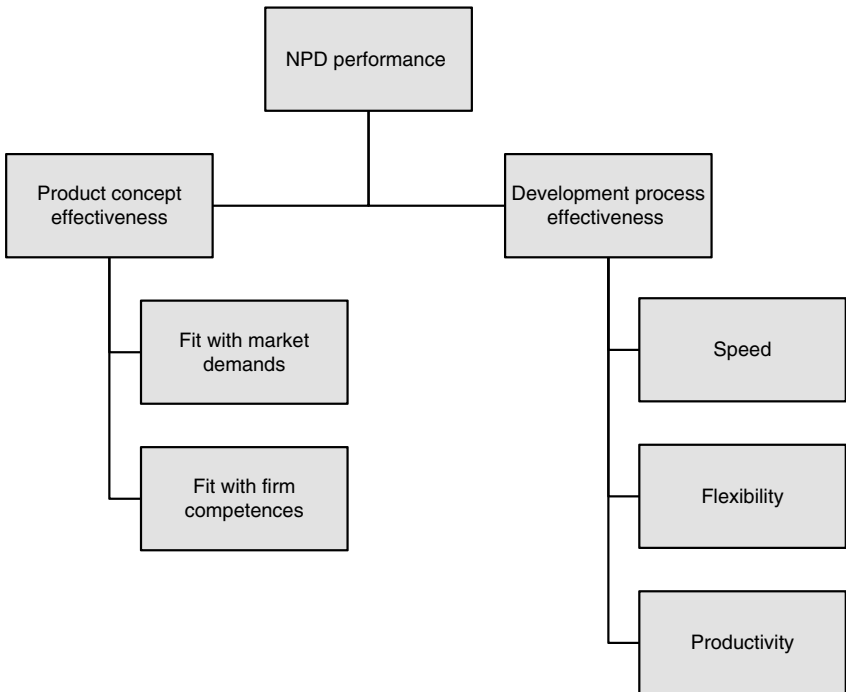 NPD performance
Product concept
effectiveness
Development process
effectiveness
Fit with market
demands
Speed
Fit with firm
competences
Flexibility
Productivity